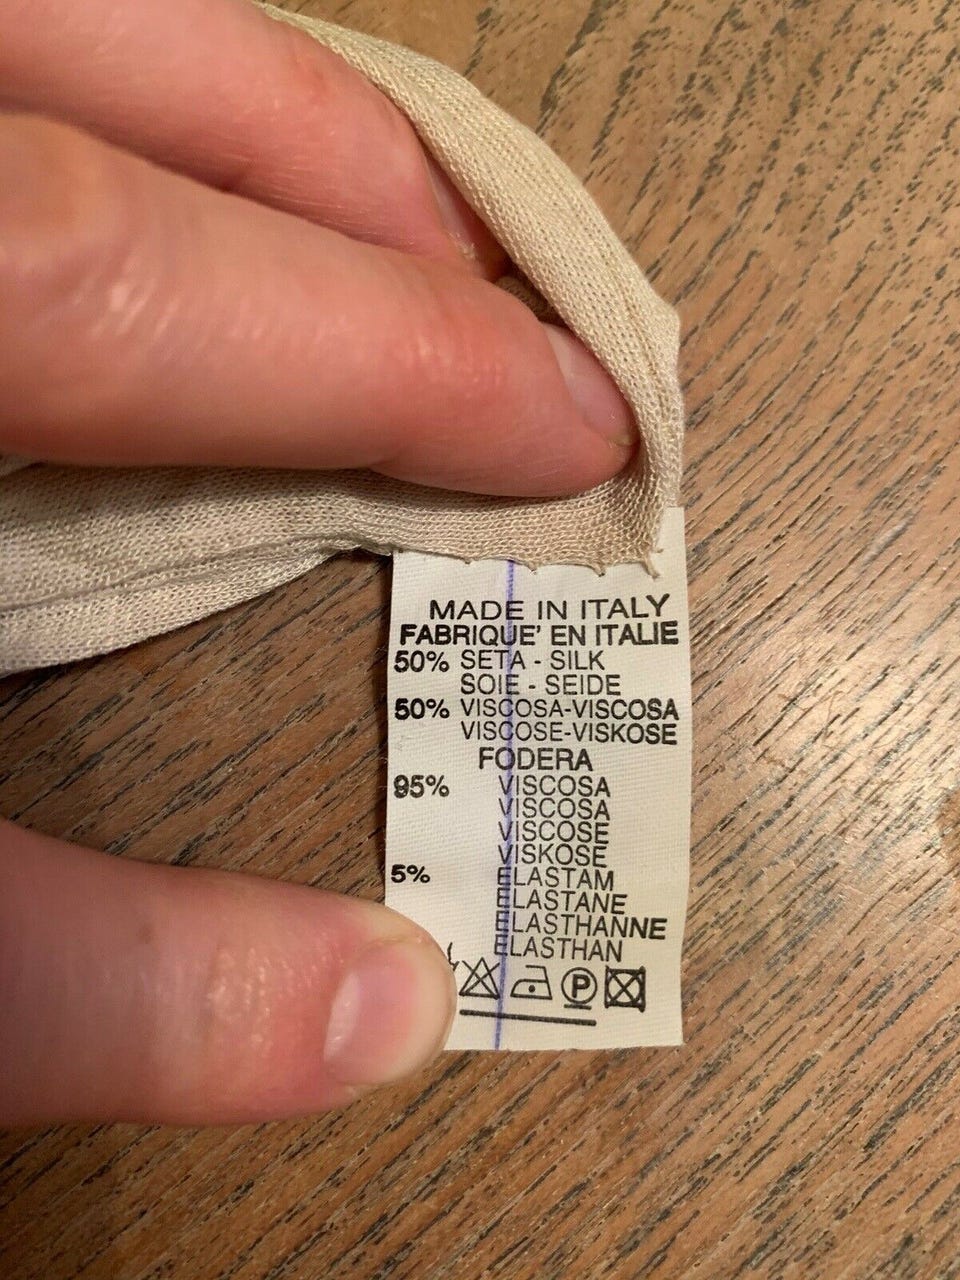 MADE IN ITALY
FABRIQUE' EN ITALIE
50% SETA - SILK
SOIE - SEIDE
50% VISCOSA-VISCOSA
VISCOSE-VISKOSE
FODERA
95% VISCOSA
VISCOSA
VISCOSE
VISKOSE
5% ELASTAM
ELASTANE
ELASTHANNE
ELASTHAN
P